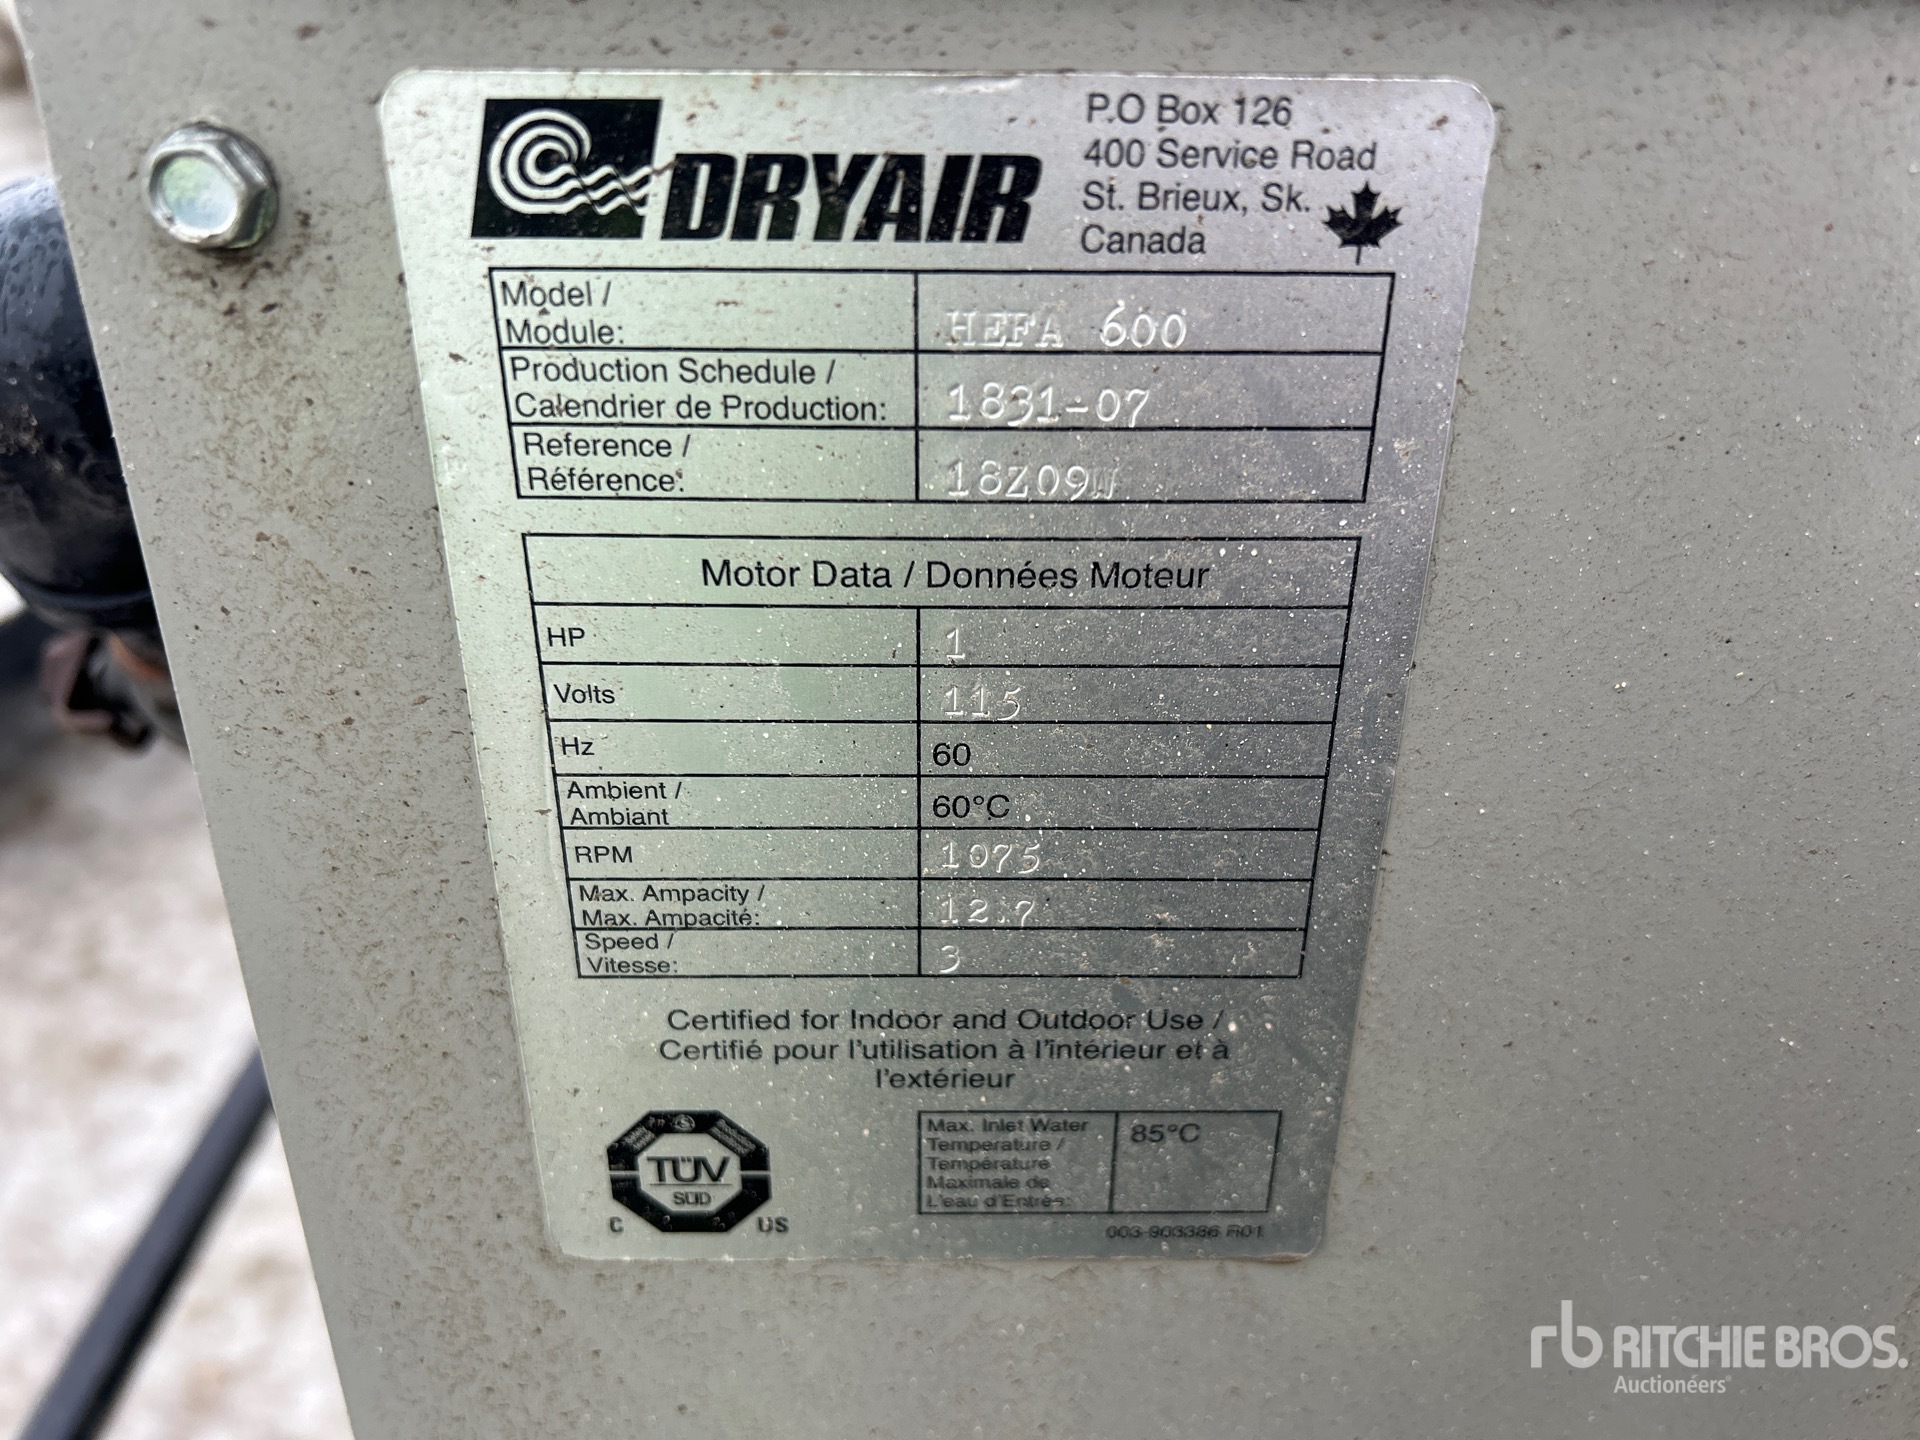 DRYAIR
P.O Box 126
400 Service Road
St. Brieux, Sk.
Canada
Model /
Module:
HEFA 600
Production Schedule /
Calendrier de Production:
1831-07
Reference /
Référence:
18Z09W
Motor Data / Données Moteur
HP
1
Volts
115
Hz
60
Ambient /
Ambiant
60°C
RPM
1075
Max. Ampacity /
Max. Ampacité:
12.7
Speed /
Vitesse:
3
Certified for Indoor and Outdoor Use /
Certifié pour l'utilisation à l'intérieur et à
l'extérieur
TÜV
SÜD
C US
Max. Inlet Water
Temperature /
Température
Maximale de
L'eau d'Entrée:
85°C
003-903386 R01
rb RITCHIE BROS.
Auctioneers